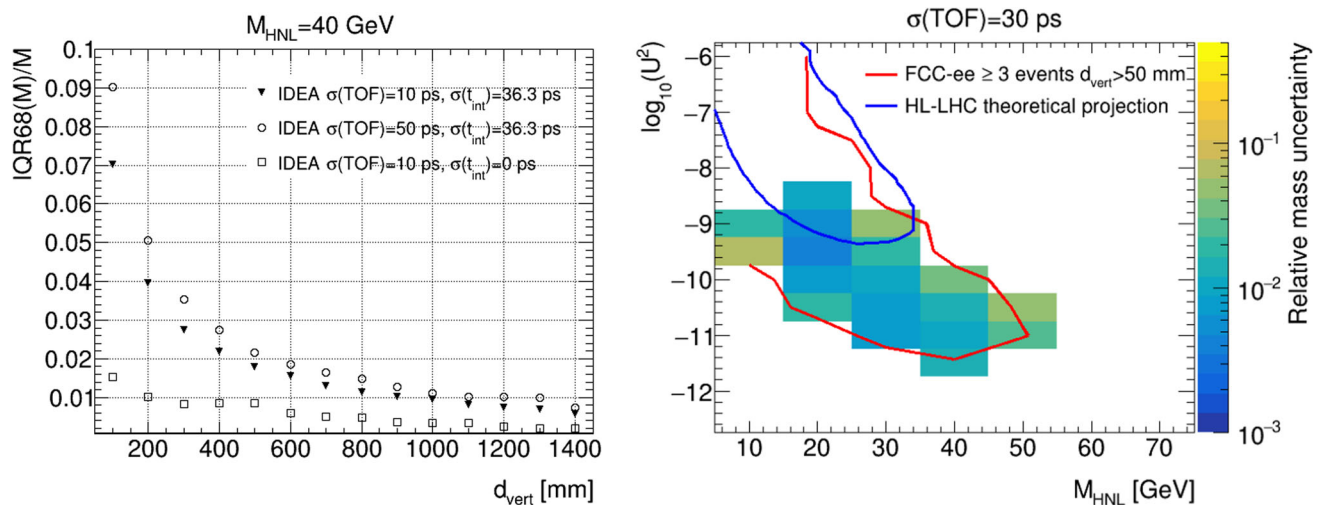 M_HNL=40 GeV
IQR68(M)/M
0.1
0.09
0.08
0.07
0.06
0.05
0.04
0.03
0.02
0.01
IDEA σ(TOF)=10 ps, σ(t_int)=36.3 ps
IDEA σ(TOF)=50 ps, σ(t_int)=36.3 ps
IDEA σ(TOF)=10 ps, σ(t_int)=0 ps
200 400 600 800 1000 1200 1400
d_vert [mm]
σ(TOF)=30 ps
log₁₀(U²)
−6
−7
−8
−9
−10
−11
−12
FCC-ee ≥ 3 events d_vert>50 mm
HL-LHC theoretical projection
10 20 30 40 50 60 70
M_HNL [GeV]
10⁻¹
10⁻²
10⁻³
Relative mass uncertainty